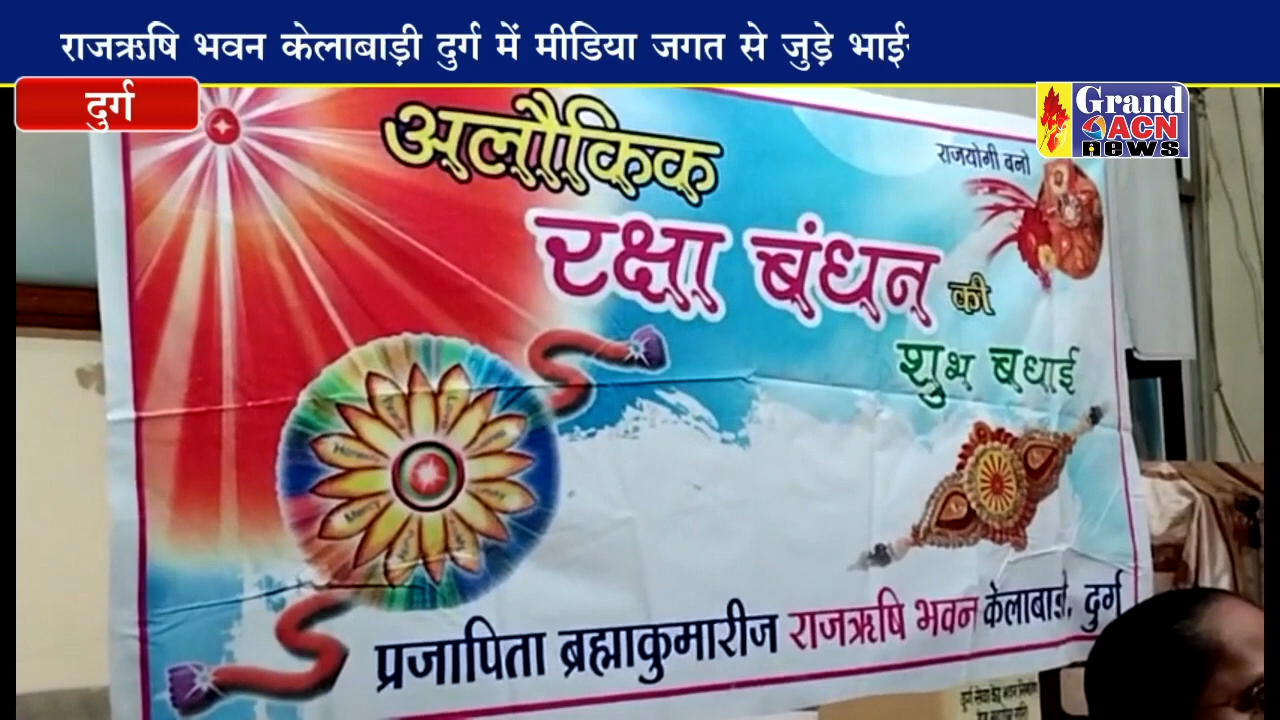 राजऋषि भवन केलाबाड़ी दुर्ग में मीडिया जगत से जुड़े भाई
दुर्ग
Grand
ACN
news
राजयोगी बनो
अलौकिक
रक्षा बंधन की
शुभ बधाई
प्रजापिता ब्रह्माकुमारीज राजऋषि भवन केलाबाड़ी, दुर्ग